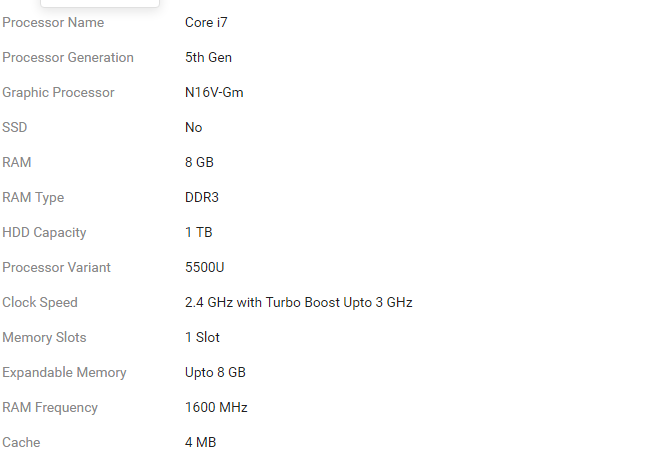 Processor Name Core i7
Processor Generation 5th Gen
Graphic Processor N16V-Gm
SSD No
RAM 8 GB
RAM Type DDR3
HDD Capacity 1 TB
Processor Variant 5500U
Clock Speed 2.4 GHz with Turbo Boost Upto 3 GHz
Memory Slots 1 Slot
Expandable Memory Upto 8 GB
RAM Frequency 1600 MHz
Cache 4 MB